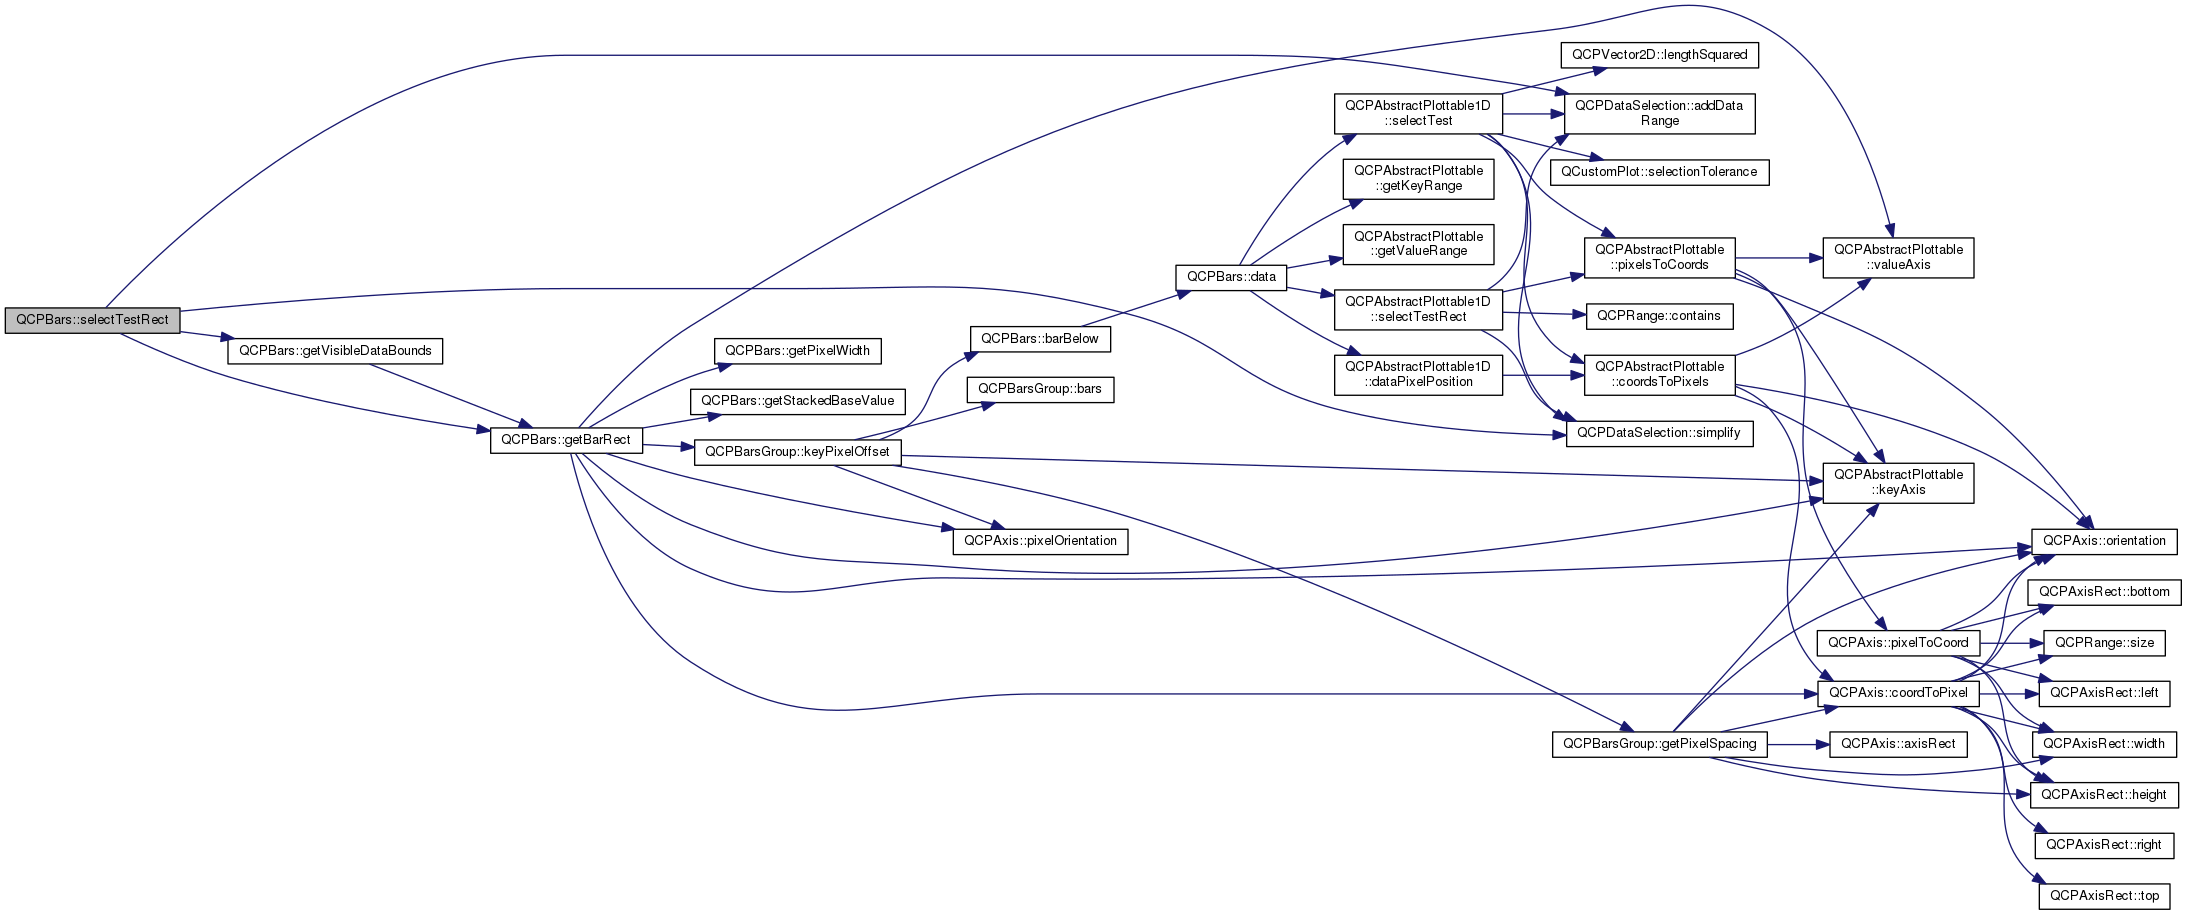 QCPBars::selectTestRect
QCPBars::getVisibleDataBounds
QCPBars::getBarRect
QCPBars::getPixelWidth
QCPBars::getStackedBaseValue
QCPBarsGroup::keyPixelOffset
QCPBars::barBelow
QCPBarsGroup::bars
QCPAxis::pixelOrientation
QCPBars::data
QCPAbstractPlottable1D
::selectTest
QCPAbstractPlottable
::getKeyRange
QCPAbstractPlottable
::getValueRange
QCPAbstractPlottable1D
::selectTestRect
QCPAbstractPlottable1D
::dataPixelPosition
QCPVector2D::lengthSquared
QCPDataSelection::addData
Range
QCustomPlot::selectionTolerance
QCPAbstractPlottable
::pixelsToCoords
QCPRange::contains
QCPAbstractPlottable
::coordsToPixels
QCPDataSelection::simplify
QCPBarsGroup::getPixelSpacing
QCPAbstractPlottable
::valueAxis
QCPAbstractPlottable
::keyAxis
QCPAxis::pixelToCoord
QCPAxis::coordToPixel
QCPAxis::axisRect
QCPAxis::orientation
QCPAxisRect::bottom
QCPRange::size
QCPAxisRect::left
QCPAxisRect::width
QCPAxisRect::height
QCPAxisRect::right
QCPAxisRect::top